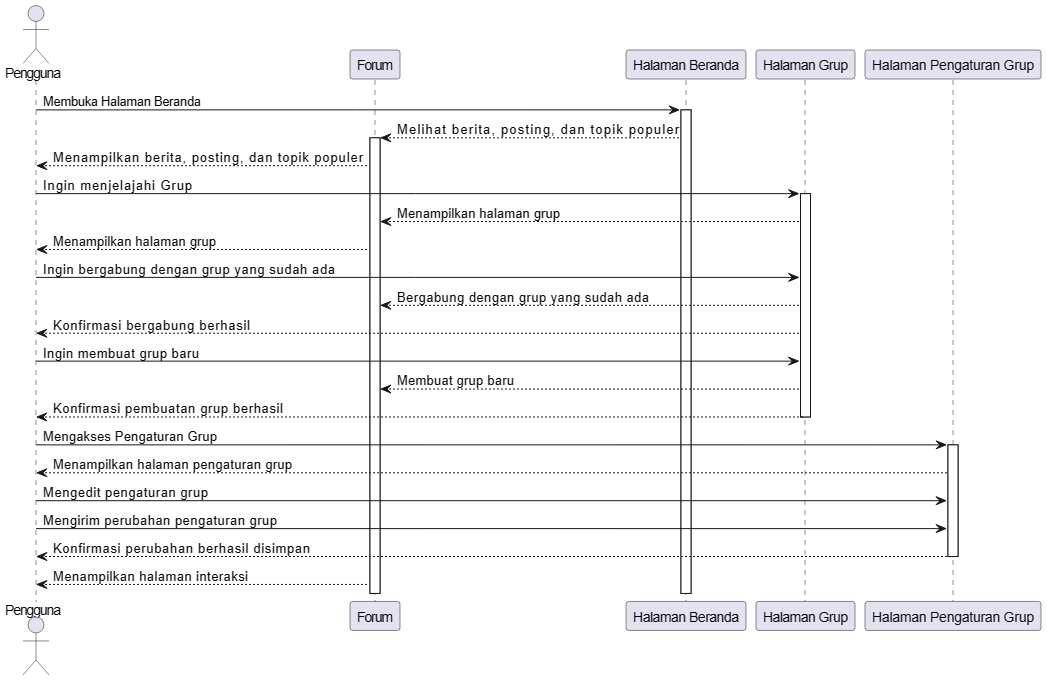 Pengguna
Forum
Halaman Beranda
Halaman Grup
Halaman Pengaturan Grup
Membuka Halaman Beranda
Melihat berita, posting, dan topik populer
Menampilkan berita, posting, dan topik populer
Ingin menjelajahi Grup
Menampilkan halaman grup
Menampilkan halaman grup
Ingin bergabung dengan grup yang sudah ada
Bergabung dengan grup yang sudah ada
Konfirmasi bergabung berhasil
Ingin membuat grup baru
Membuat grup baru
Konfirmasi pembuatan grup berhasil
Mengakses Pengaturan Grup
Menampilkan halaman pengaturan grup
Mengedit pengaturan grup
Mengirim perubahan pengaturan grup
Konfirmasi perubahan berhasil disimpan
Menampilkan halaman interaksi
Pengguna
Forum
Halaman Beranda
Halaman Grup
Halaman Pengaturan Grup